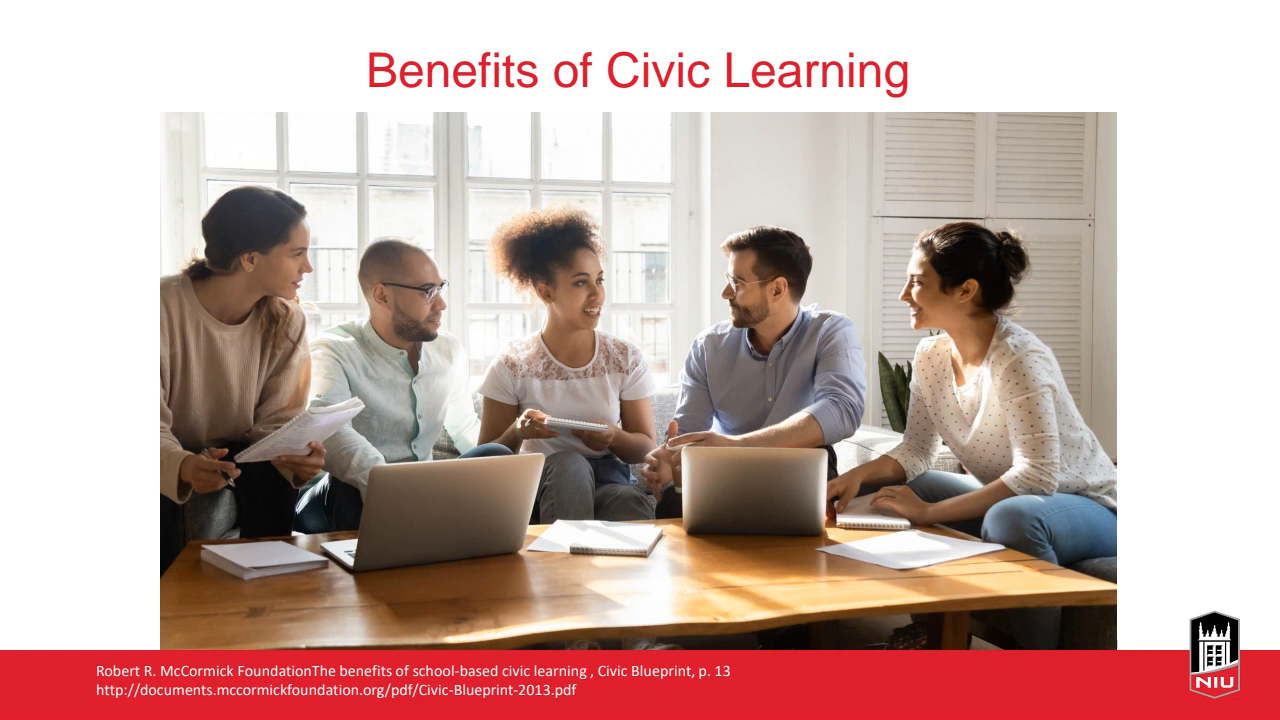 Benefits of Civic Learning
Robert R. McCormick FoundationThe benefits of school-based civic learning , Civic Blueprint, p. 13
http://documents.mccormickfoundation.org/pdf/Civic-Blueprint-2013.pdf
NIU